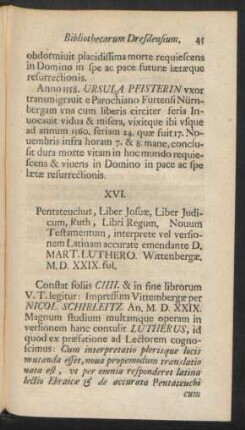 Bibliothecarum Dresdensium. 45
obdormiuit placidissima morte requiescens
in Domino in spe ac pace futuræ lætæque
resurrectionis.
Anno 1558. URSULA PFISTERIN vxor
transmigrauit e Parochiano Furtensi Nürn-
bergam vna cum liberis circiter feria In-
uocauit vidua & misera, vixitque ibi vsque
ad annum 1560. feriam 24. quæ fuit 17. No-
uembris infra horam 7. & 8. mane, conclu-
sit dura morte vitam in hoc mundo requie-
scens & viuens in Domino in pace ac spe
lætæ resurrectionis.
XVI.
Pentateuchus, Liber Josuæ, Liber Judi-
cum, Ruth, Libri Regum, Nouum
Testamentum, interprete vel versio-
nem Latinam accurate emendante D.
MART. LUTHERO. Wittenbergæ,
M.D. XXIX. fol.
Constat foliis CIIII. & in fine librorum
V. T. legitur: Impressum Vittembergæ per
NICOL. SCHIRLEITZ An. M. D. XXIX.
Magnum studium multamque operam in
versionem hanc contulit LUTHERUS, id
quod ex præfatione ad Lectorem cogno-
scimus: Cum interpretatio plerisque locis
mutanda esset, noua propemodum translatio
nata est, vt per omnia responderet latina
lectio Ebraicæ & de accurata Pentateuchi
cum